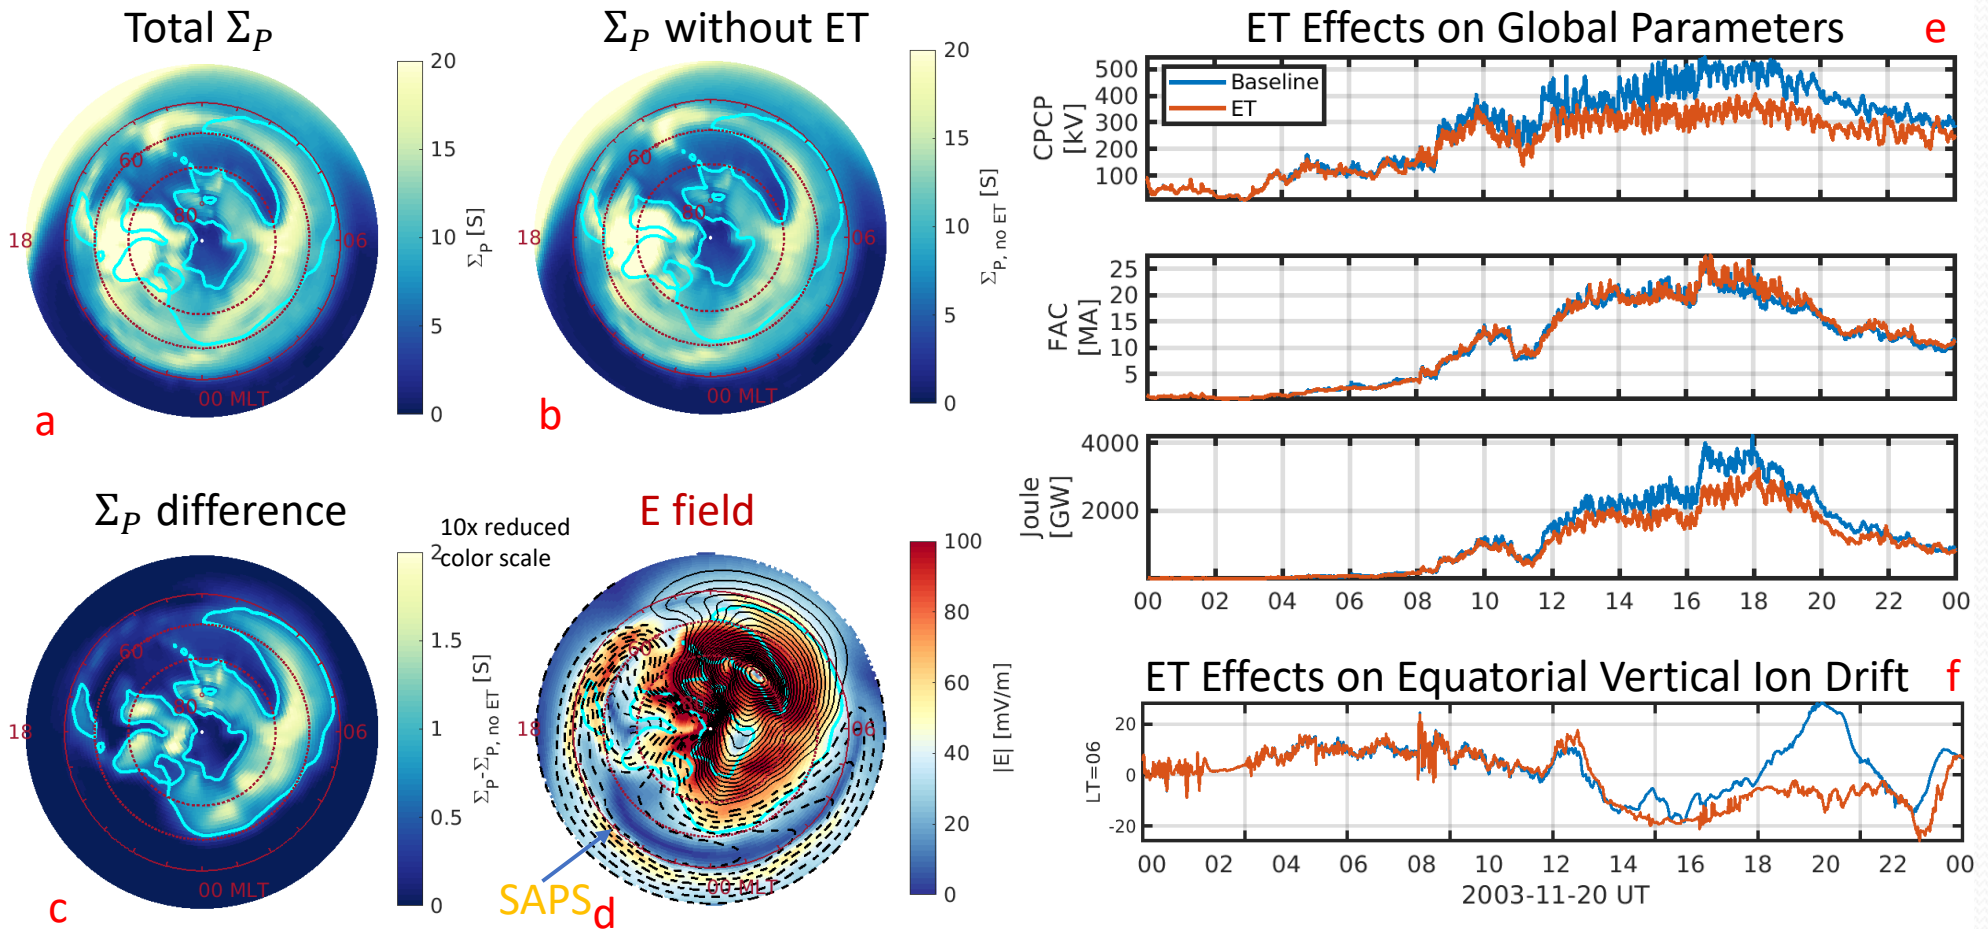 Total Σ_P
20
15
10
5
0
Σ_P [S]
60
80
18
06
00 MLT
a
Σ_P without ET
20
15
10
5
0
Σ_P, no ET [S]
60
80
18
06
00 MLT
b
Σ_P difference
10x reduced
color scale
2
1.5
1
0.5
0
Σ_P-Σ_P, no ET [S]
60
80
18
06
00 MLT
c
E field
100
80
60
40
20
0
|E| [mV/m]
60
18
06
00 MLT
SAPS
d
ET Effects on Global Parameters
e
Baseline
ET
CPCP
[kV]
500
400
300
200
100
FAC
[MA]
25
20
15
10
5
Joule
[GW]
4000
2000
00 02 04 06 08 10 12 14 16 18 20 22 00
ET Effects on Equatorial Vertical Ion Drift
f
LT=06
20
0
-20
00 02 04 06 08 10 12 14 16 18 20 22 00
2003-11-20 UT